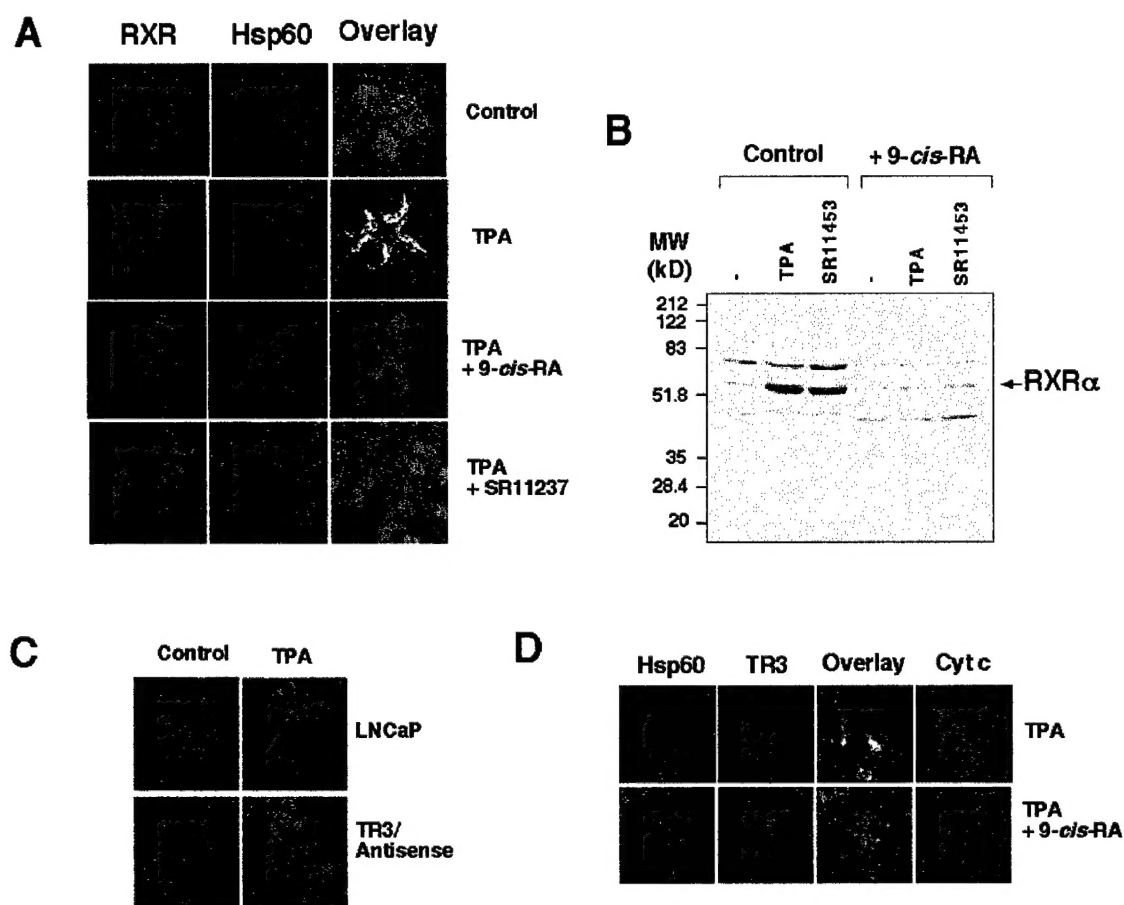 A
RXR Hsp60 Overlay
Control
TPA
TPA
+ 9-cis-RA
TPA
+ SR11237
B
Control + 9-cis-RA
MW
(kD)
- TPA SR11453 - TPA SR11453
212
122
83
51.8
35
28.4
20
RXRα
C
Control TPA
LNCaP
TR3/
Antisense
D
Hsp60 TR3 Overlay Cyt c
TPA
TPA
+ 9-cis-RA